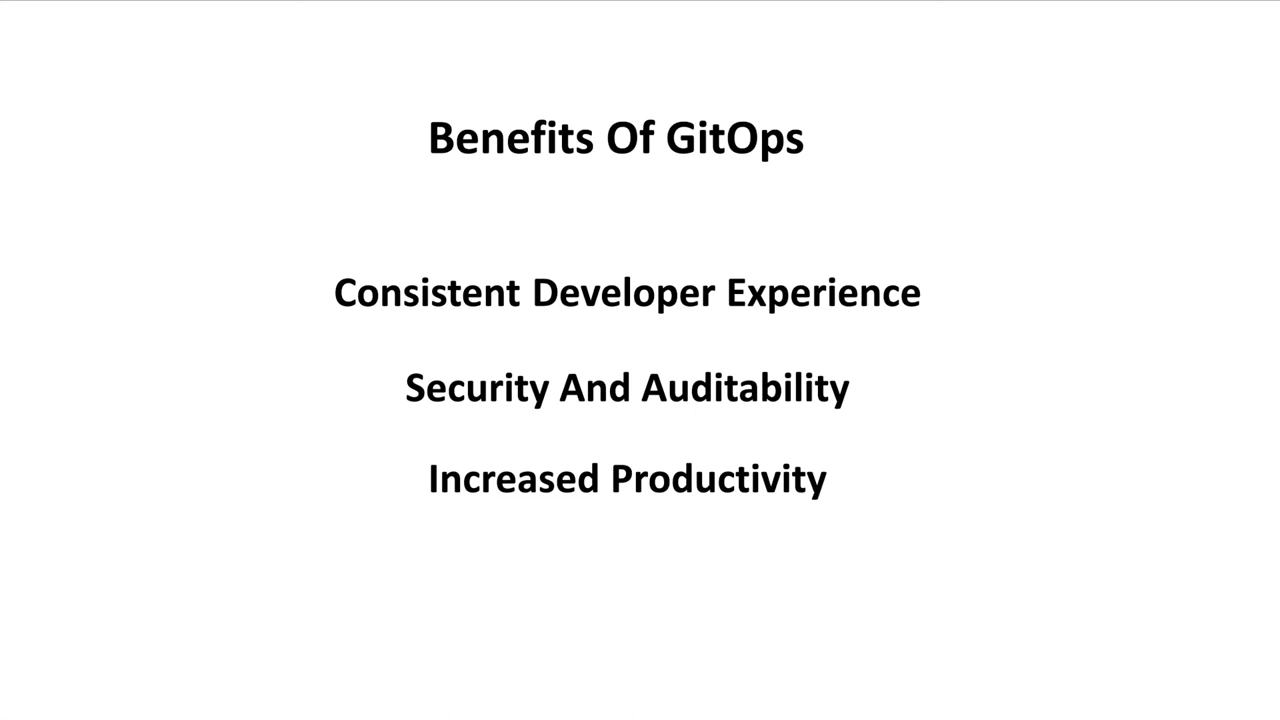 Benefits Of GitOps
Consistent Developer Experience
Security And Auditability
Increased Productivity